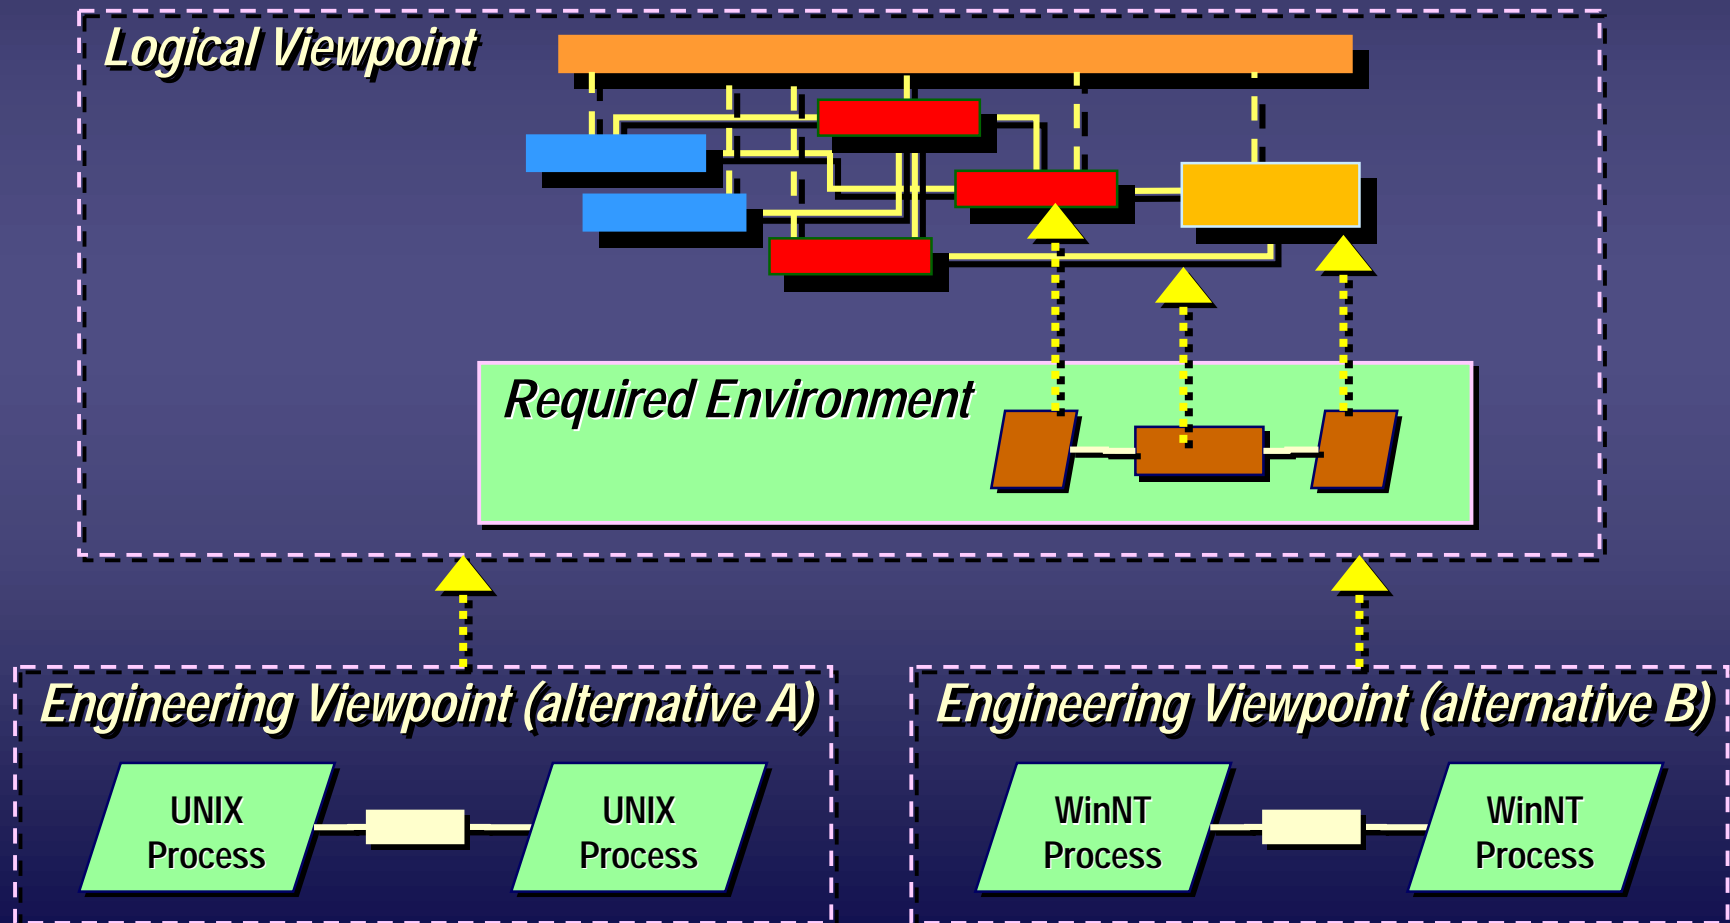 Logical Viewpoint
Required Environment
Engineering Viewpoint (alternative A)
UNIX
Process
UNIX
Process
Engineering Viewpoint (alternative B)
WinNT
Process
WinNT
Process